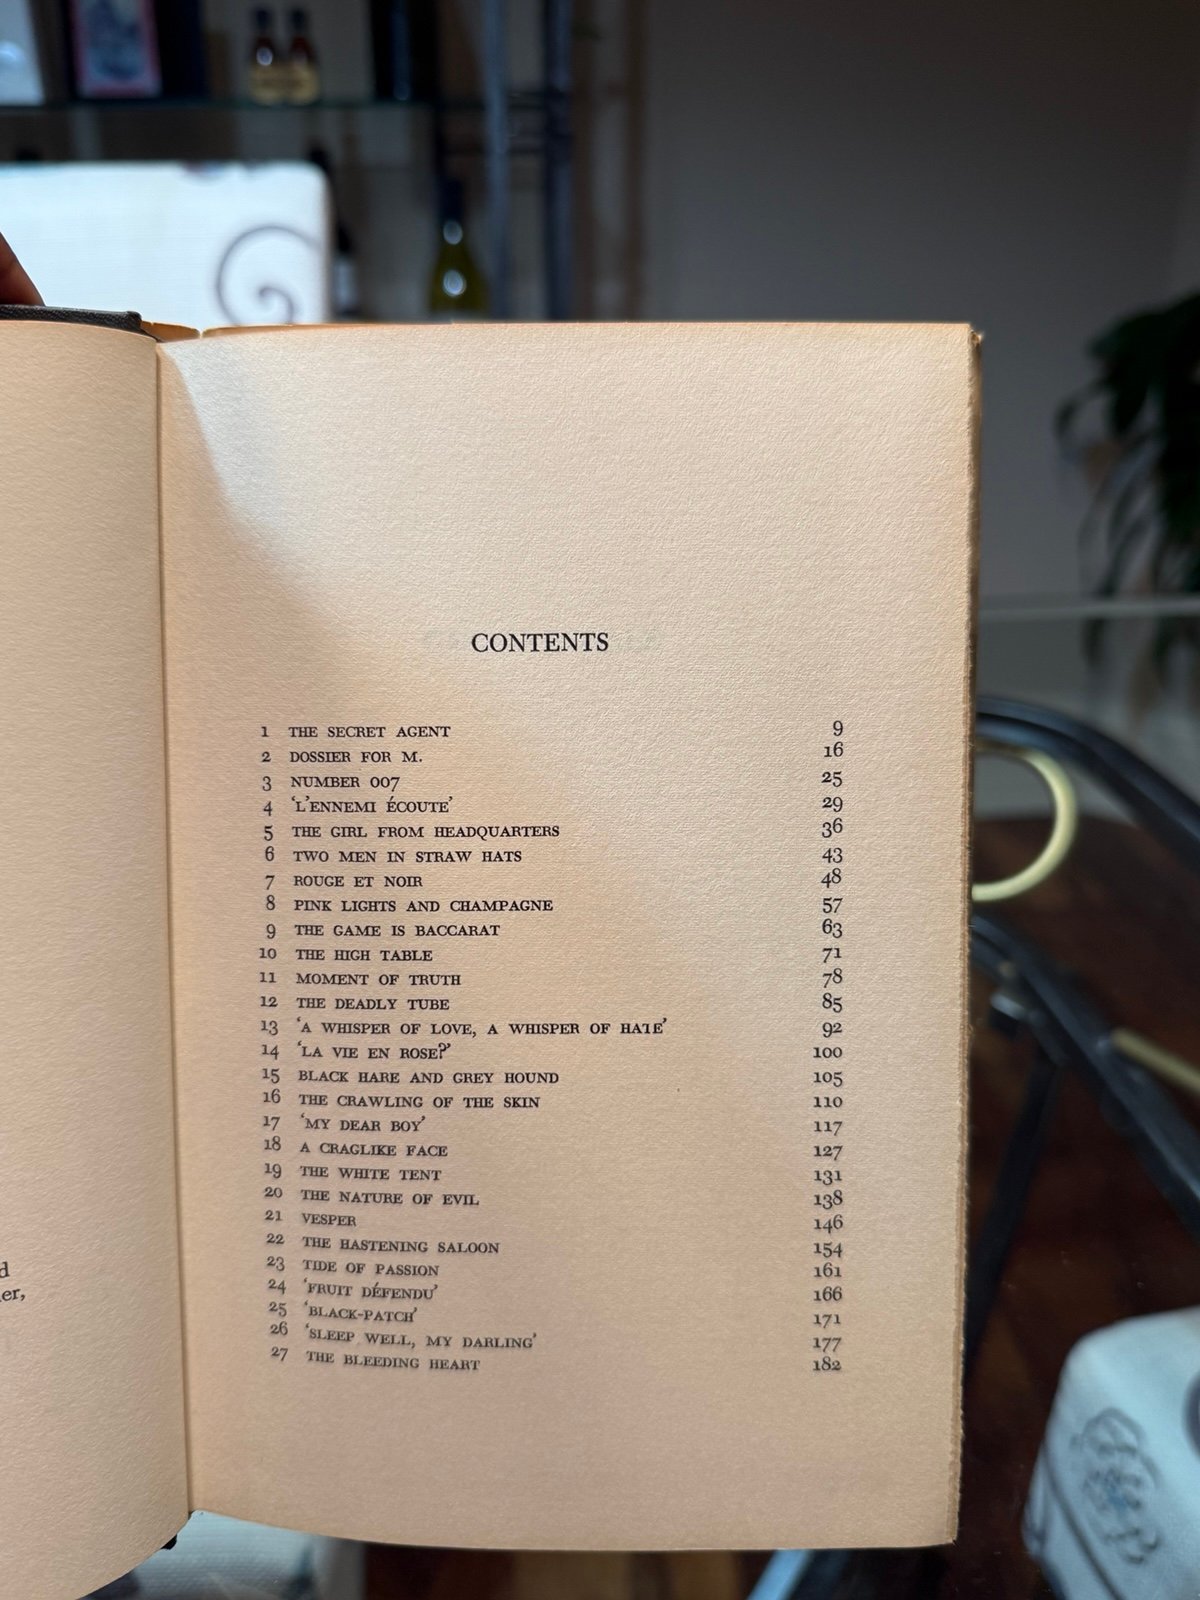 d
er,
CONTENTS
1 THE SECRET AGENT 9
2 DOSSIER FOR M. 16
3 NUMBER 007 25
4 'L'ENNEMI ÉCOUTE' 29
5 THE GIRL FROM HEADQUARTERS 36
6 TWO MEN IN STRAW HATS 43
7 ROUGE ET NOIR 48
8 PINK LIGHTS AND CHAMPAGNE 57
9 THE GAME IS BACCARAT 63
10 THE HIGH TABLE 71
11 MOMENT OF TRUTH 78
12 THE DEADLY TUBE 85
13 'A WHISPER OF LOVE, A WHISPER OF HATE' 92
14 'LA VIE EN ROSE?' 100
15 BLACK HARE AND GREY HOUND 105
16 THE CRAWLING OF THE SKIN 110
17 'MY DEAR BOY' 117
18 A CRAGLIKE FACE 127
19 THE WHITE TENT 131
20 THE NATURE OF EVIL 138
21 VESPER 146
22 THE HASTENING SALOON 154
23 TIDE OF PASSION 161
24 'FRUIT DÉFENDU' 166
25 'BLACK-PATCH' 171
26 'SLEEP WELL, MY DARLING' 177
27 THE BLEEDING HEART 182